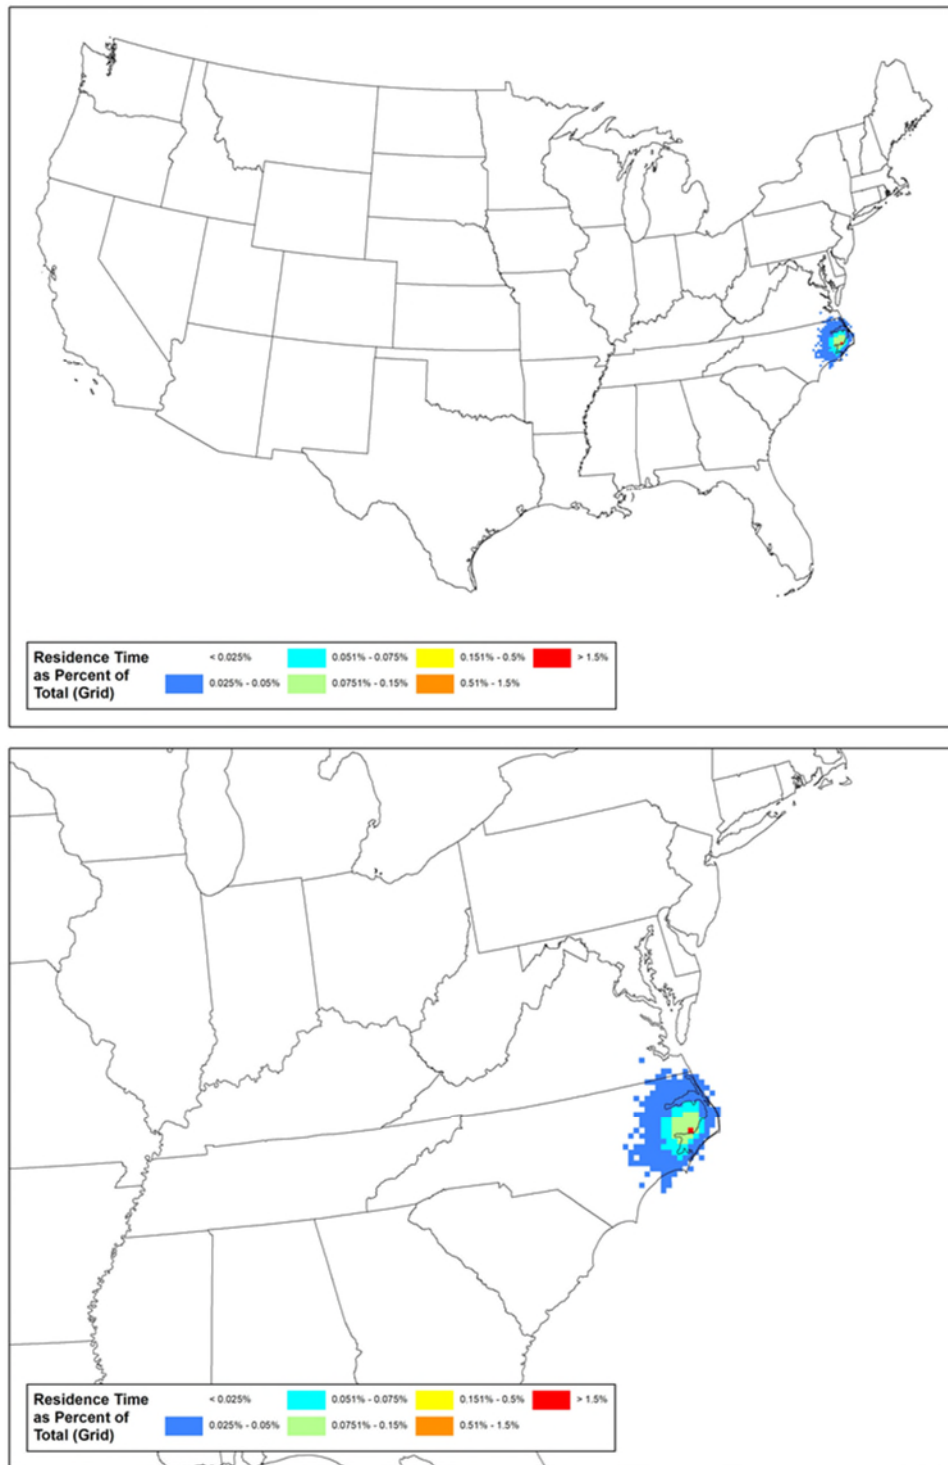 Residence Time
as Percent of
Total (Grid)
< 0.025%
0.051% - 0.075%
0.151% - 0.5%
> 1.5%
0.025% - 0.05%
0.0751% - 0.15%
0.51% - 1.5%
Residence Time
as Percent of
Total (Grid)
< 0.025%
0.051% - 0.075%
0.151% - 0.5%
> 1.5%
0.025% - 0.05%
0.0751% - 0.15%
0.51% - 1.5%